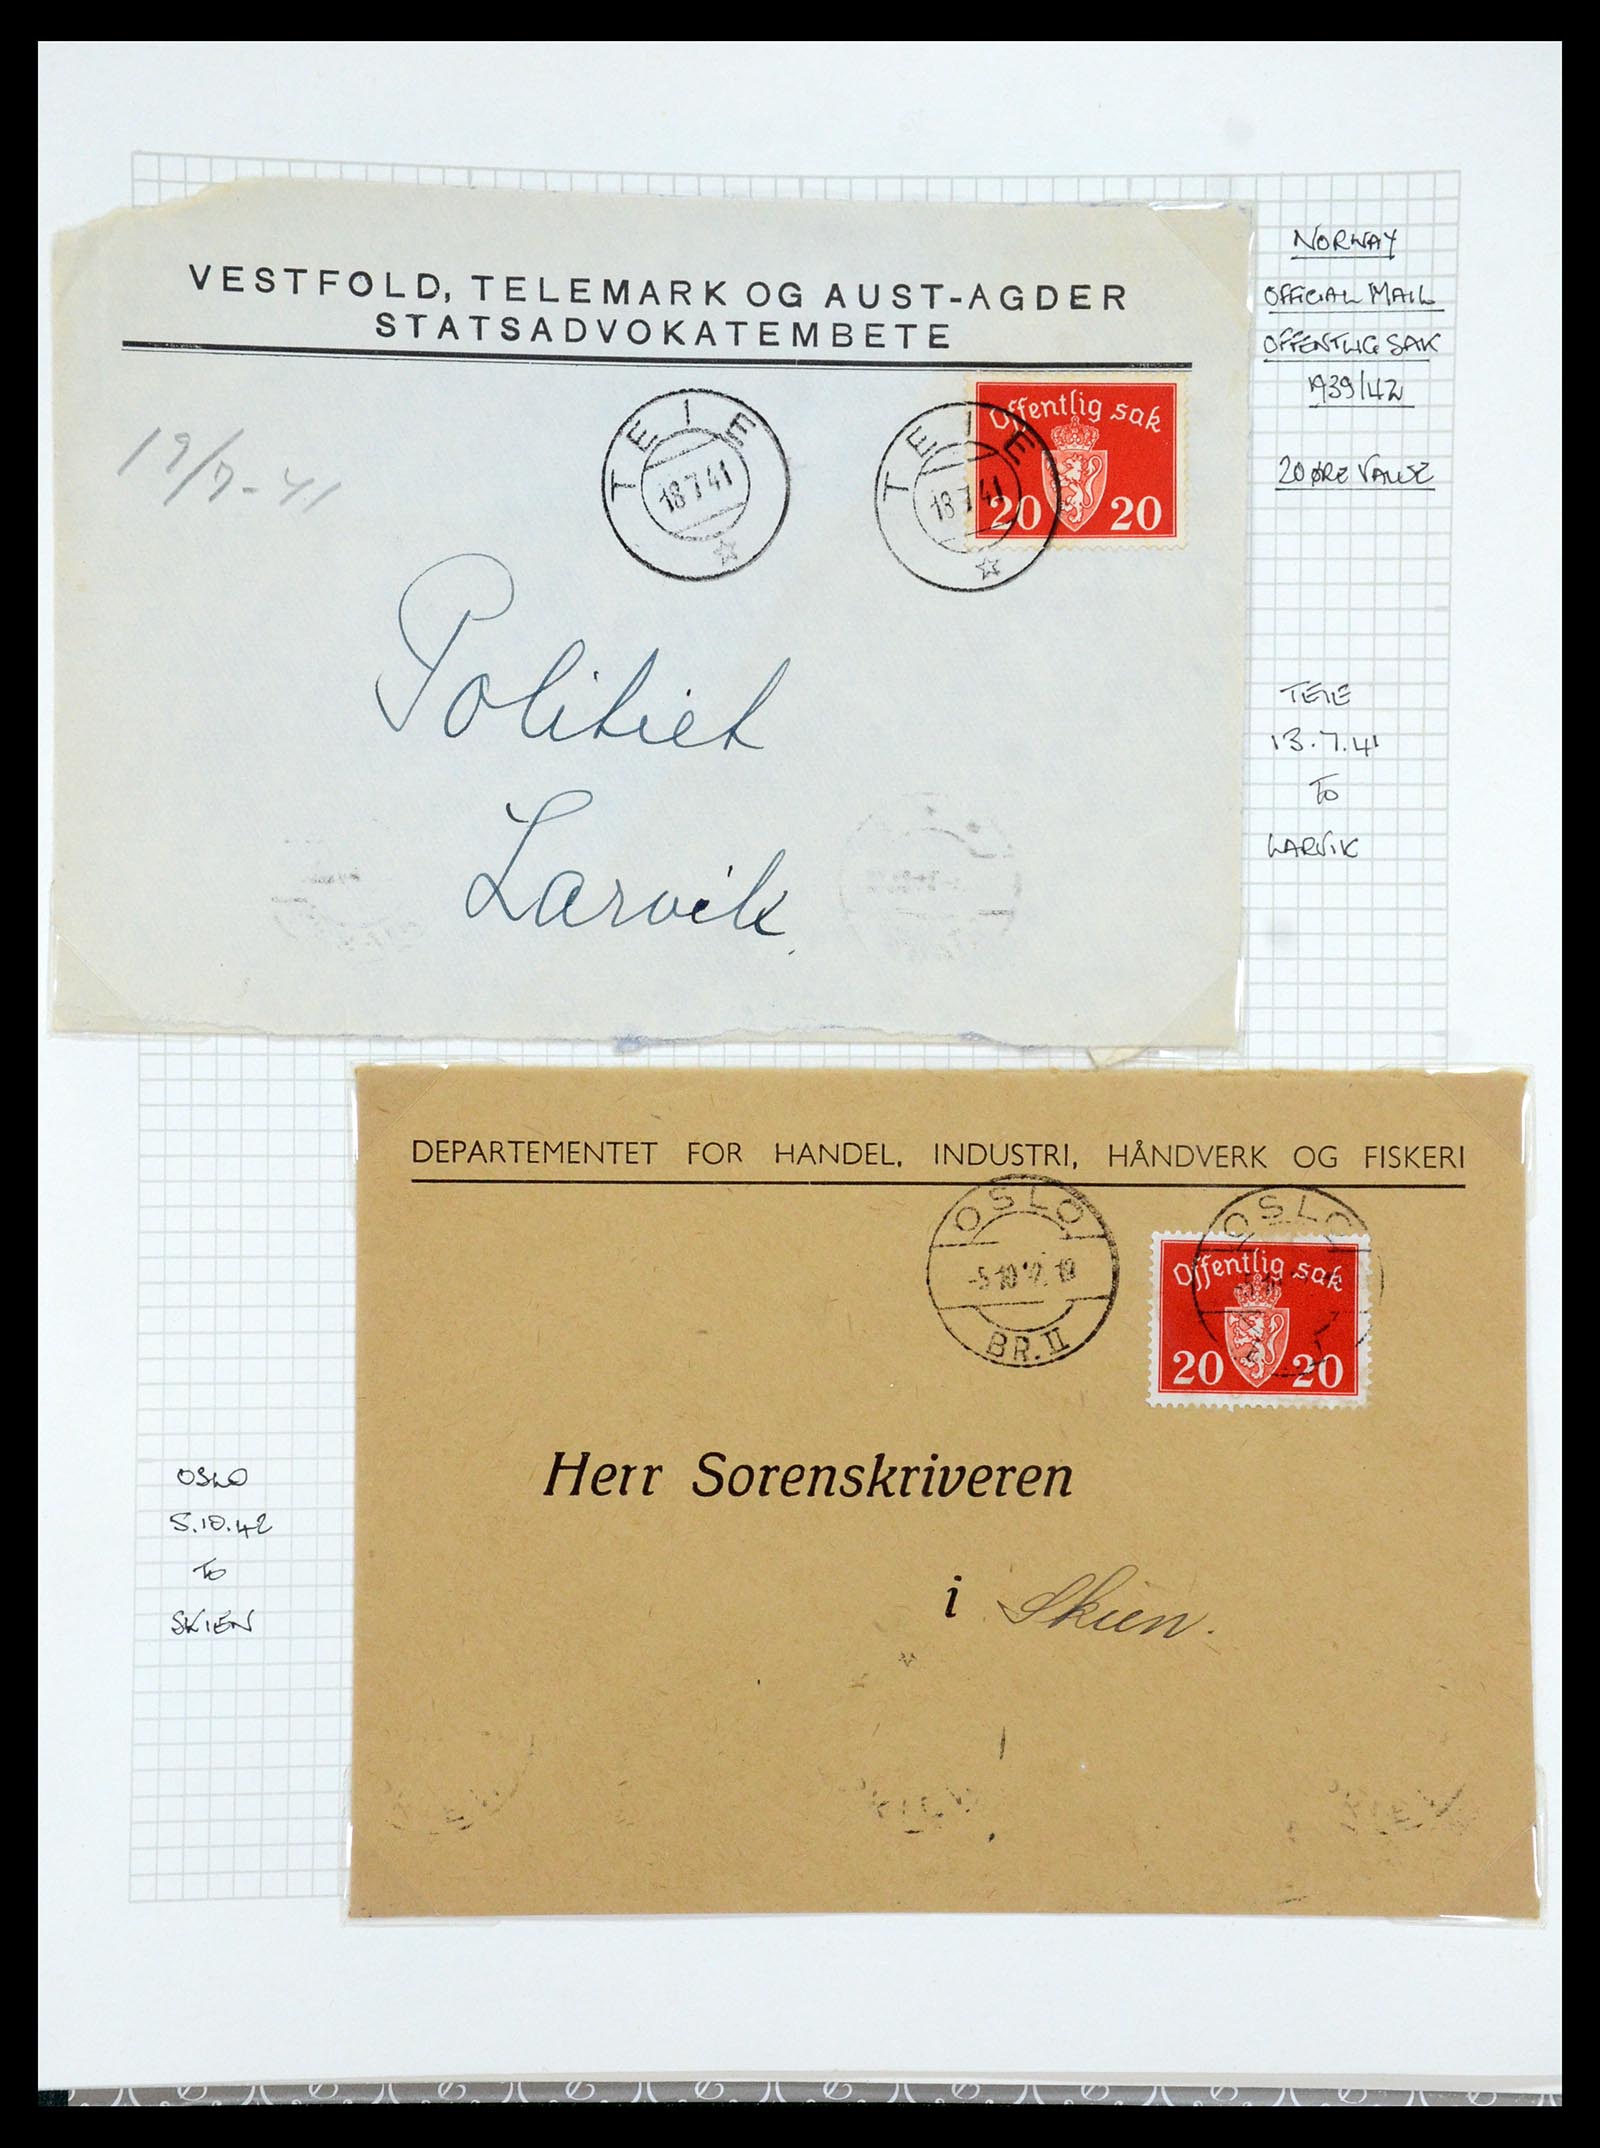 VESTFOLD, TELEMARK OG AUST-AGDER
STATSADVOKATEMBETE
19/7-41
TEIE
18 7 41
TEIE
18 7 41
Offentlig sak
20 20
Politiet
Larvik
NORWAY
OFFICIAL MAIL
OFFENTLIG SAK
1939/42
20 ØRE VALUE
TEIE
13.7.41
TO
LARVIK
DEPARTEMENTET FOR HANDEL, INDUSTRI, HÅNDVERK OG FISKERI
OSLO
-5 10 42 19
BR. II
OSLO
Offentlig sak
20 20
Herr Sorenskriveren
i Skien.
OSLO
5.10.42
TO
SKIEN